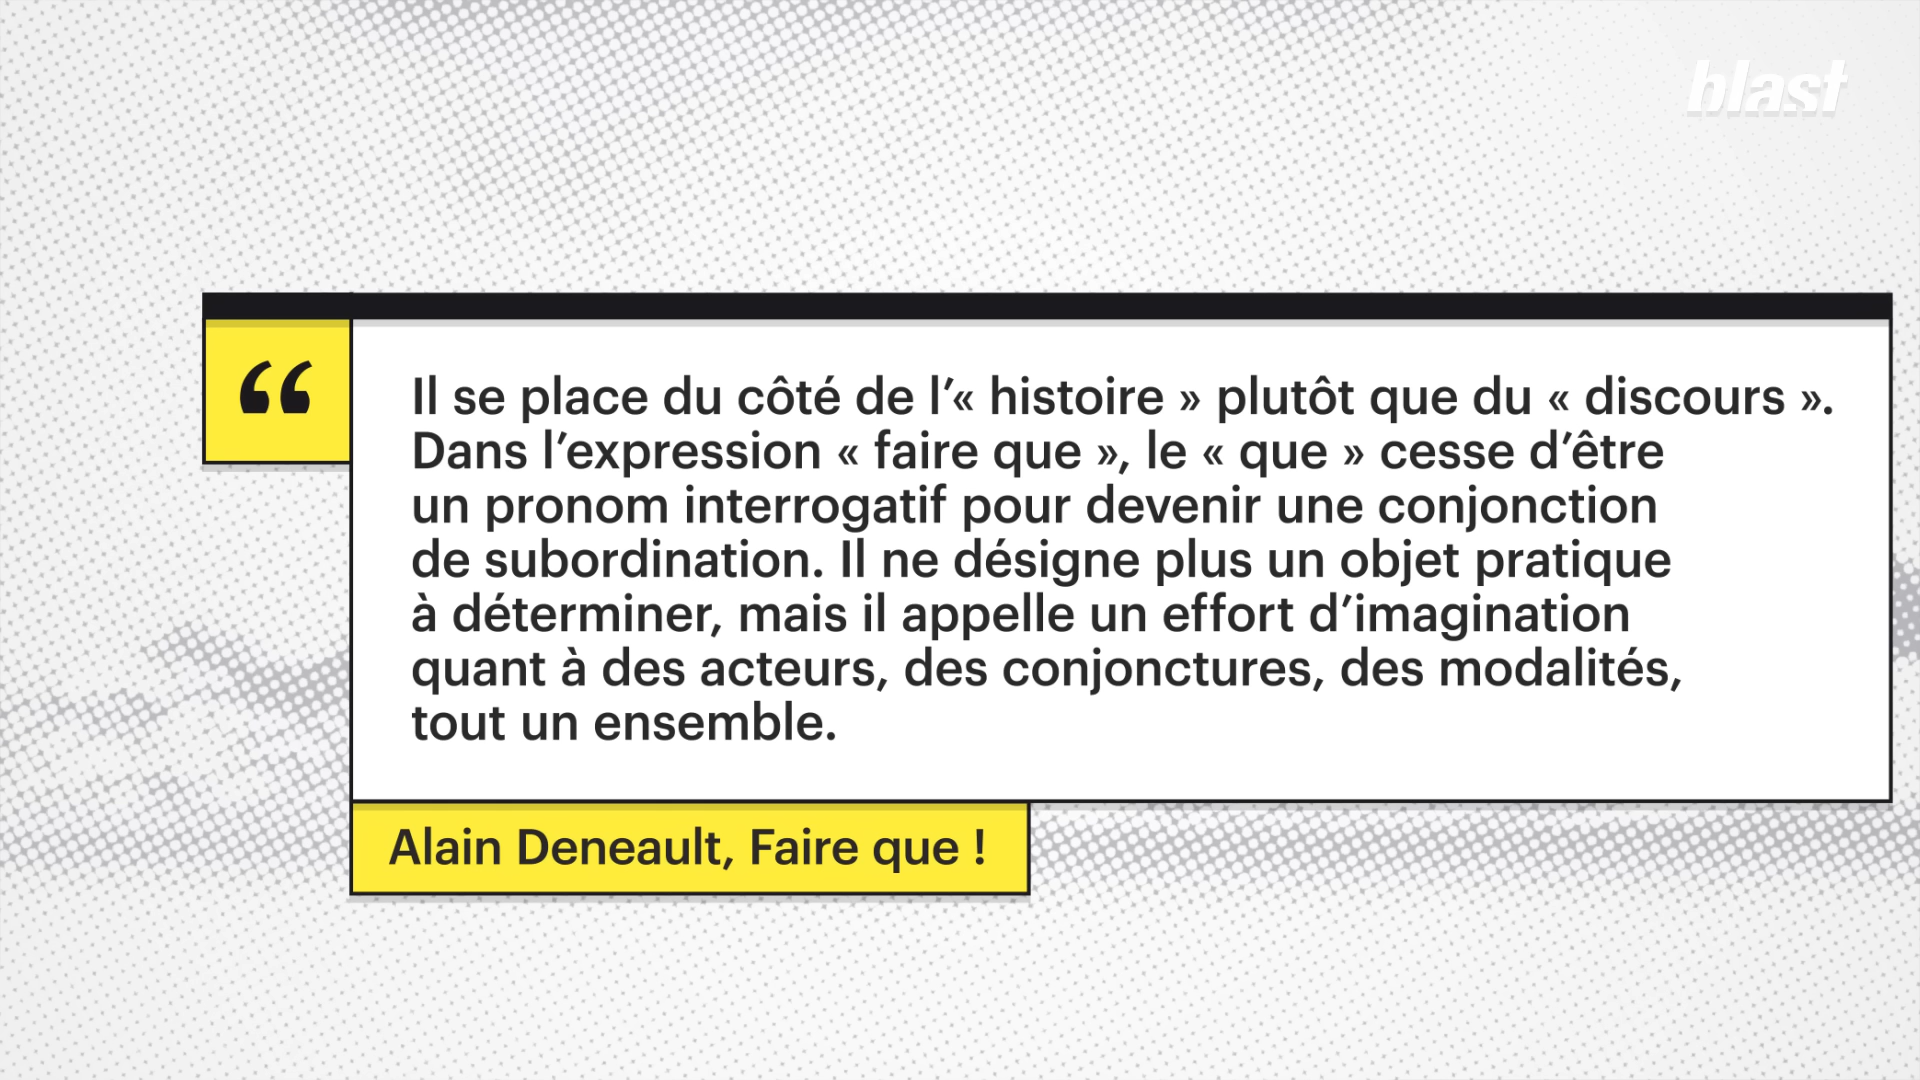 blast
“
Il se place du côté de l’« histoire » plutôt que du « discours ».
Dans l’expression « faire que », le « que » cesse d’être
un pronom interrogatif pour devenir une conjonction
de subordination. Il ne désigne plus un objet pratique
à déterminer, mais il appelle un effort d’imagination
quant à des acteurs, des conjonctures, des modalités,
tout un ensemble.
Alain Deneault, Faire que !